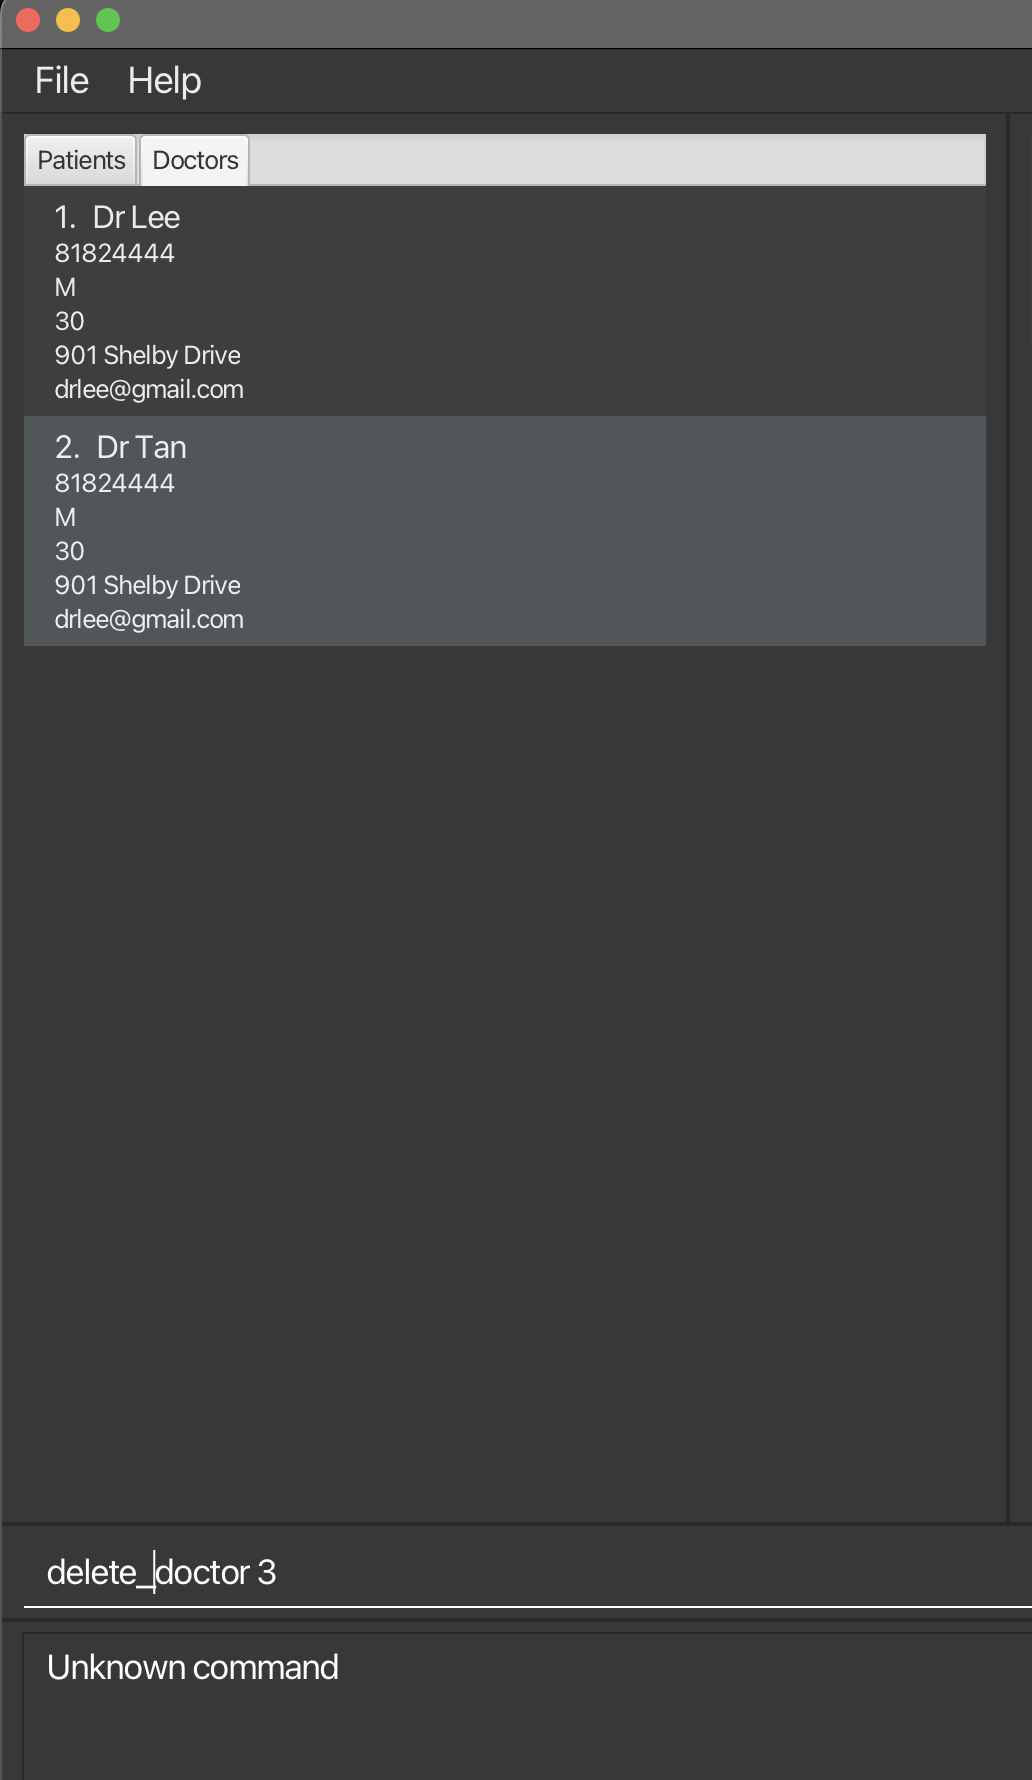 File Help
Patients Doctors
1. Dr Lee
81824444
M
30
901 Shelby Drive
drlee@gmail.com
2. Dr Tan
81824444
M
30
901 Shelby Drive
drlee@gmail.com
delete_doctor 3
Unknown command